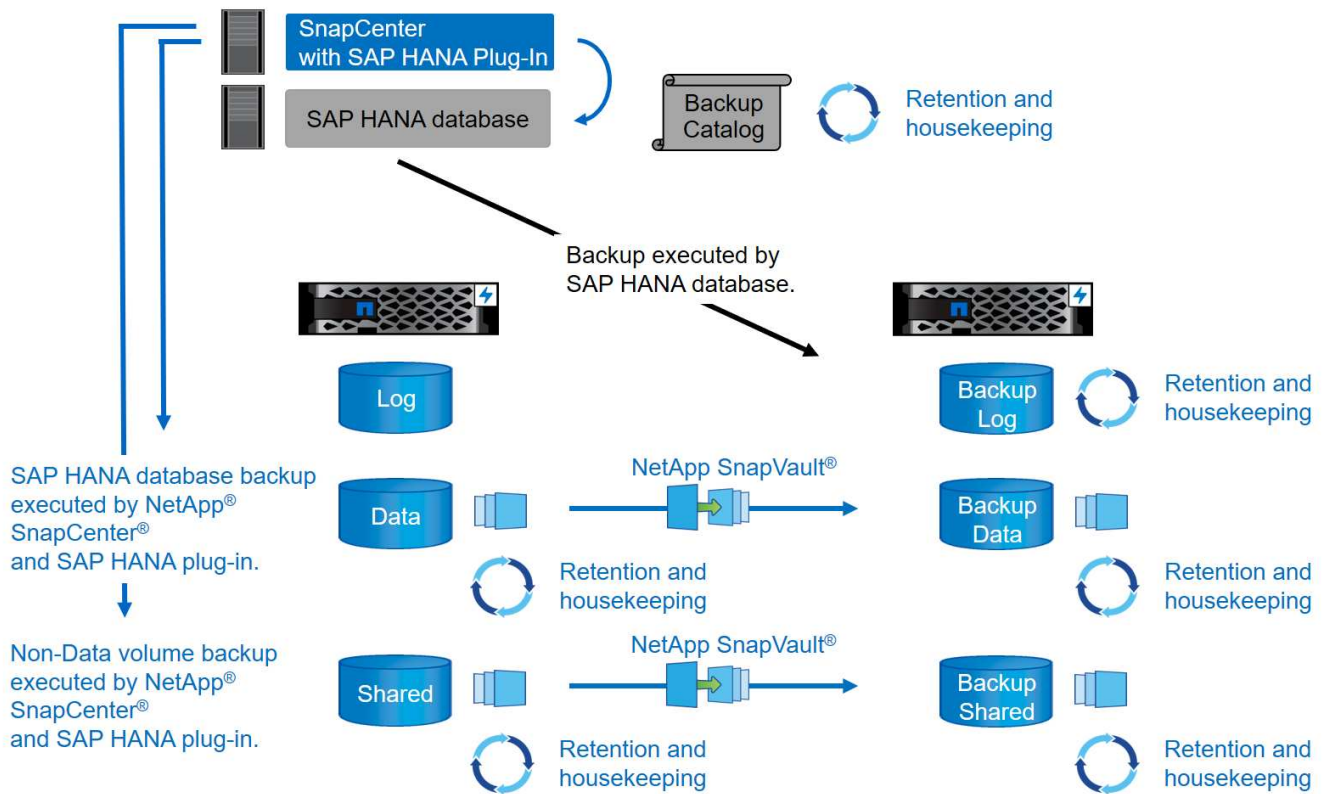 SnapCenter
with SAP HANA Plug-In
SAP HANA database
Backup
Catalog
Retention and
housekeeping
Backup executed by
SAP HANA database.
Log
Backup
Log
Retention and
housekeeping
SAP HANA database backup
executed by NetApp®
SnapCenter®
and SAP HANA plug-in.
Data
NetApp SnapVault®
Backup
Data
Retention and
housekeeping
Retention and
housekeeping
Non-Data volume backup
executed by NetApp®
SnapCenter®
and SAP HANA plug-in.
Shared
NetApp SnapVault®
Backup
Shared
Retention and
housekeeping
Retention and
housekeeping